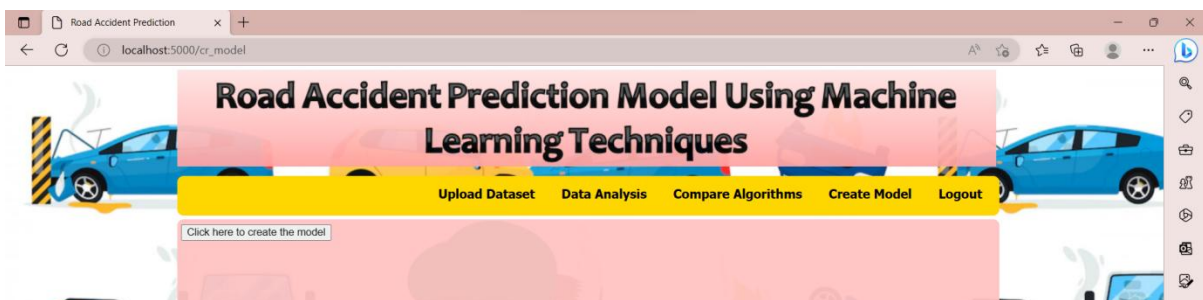 Road Accident Prediction
localhost:5000/cr_model
Road Accident Prediction Model Using Machine
Learning Techniques
Upload Dataset Data Analysis Compare Algorithms Create Model Logout
Click here to create the model